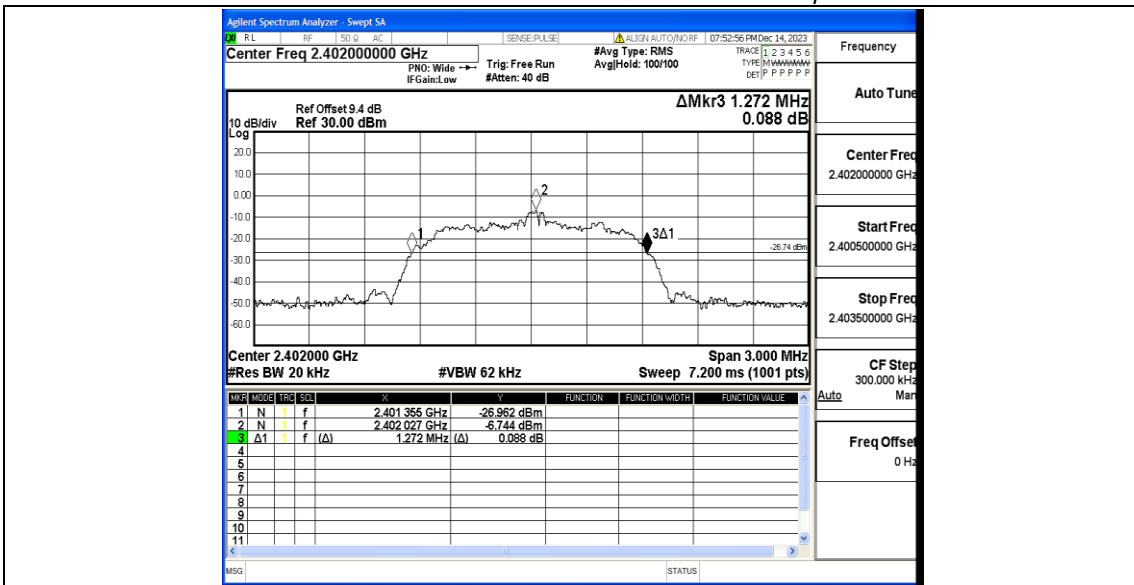 Agilent Spectrum Analyzer - Swept SA
RL RF 50 Ω AC SENSE:PULSE ALIGN AUTO/NO RF 07:52:56 PM Dec 14, 2023
Center Freq 2.402000000 GHz
PNO: Wide
IFGain:Low
Trig: Free Run
#Atten: 40 dB
#Avg Type: RMS
Avg|Hold: 100/100
TRACE 1 2 3 4 5 6
TYPE M W W W W W
DET P P P P P P
ΔMkr3 1.272 MHz
0.088 dB
Ref Offset 9.4 dB
10 dB/div Ref 30.00 dBm
Log
20.0
10.0
0.00
-10.0
-20.0
-30.0
-40.0
-50.0
-60.0
1
2
3Δ1
-26.74 dBm
Center 2.402000 GHz Span 3.000 MHz
#Res BW 20 kHz #VBW 62 kHz Sweep 7.200 ms (1001 pts)
MKR MODE TRC SCL X Y FUNCTION FUNCTION WIDTH FUNCTION VALUE
1 N 1 f 2.401 355 GHz -26.962 dBm
2 N 1 f 2.402 027 GHz -6.744 dBm
3 Δ1 1 f (Δ) 1.272 MHz (Δ) 0.088 dB
4
5
6
7
8
9
10
11
MSG STATUS
Frequency
Auto Tune
Center Freq
2.402000000 GHz
Start Freq
2.400500000 GHz
Stop Freq
2.403500000 GHz
CF Step
300.000 kHz
Auto Man
Freq Offset
0 Hz